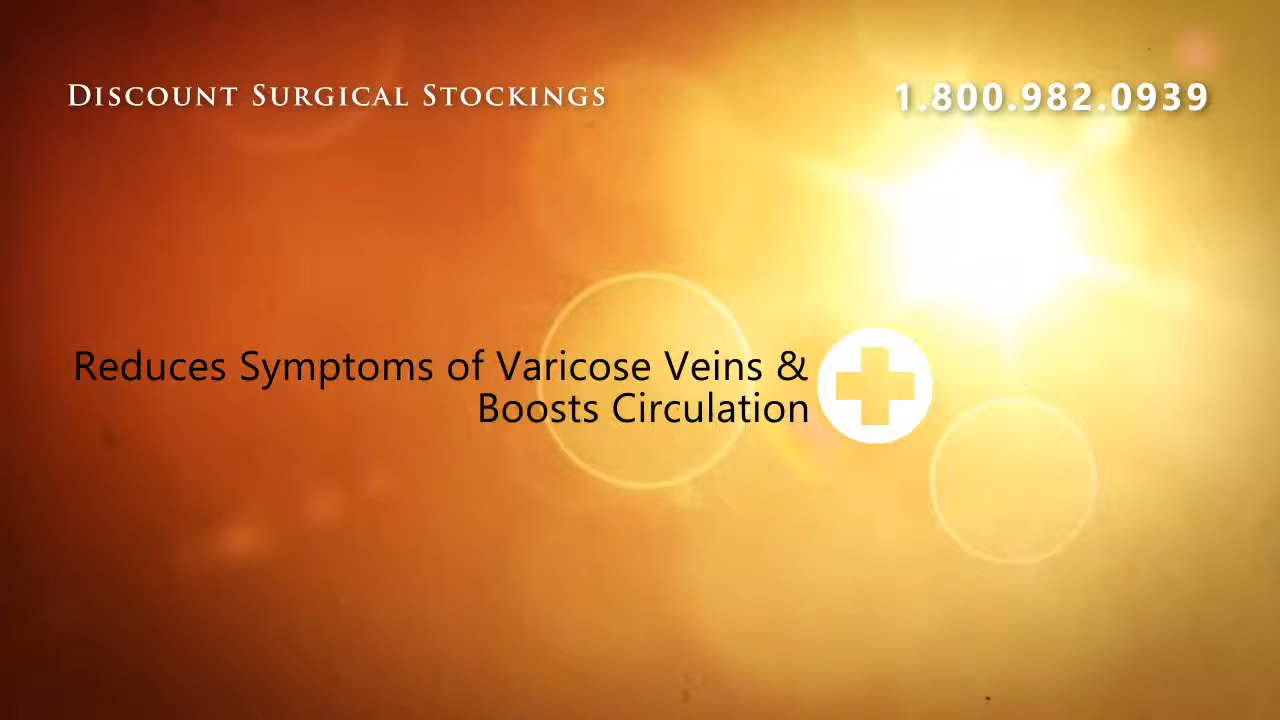 Discount Surgical Stockings
1.800.982.0939
Reduces Symptoms of Varicose Veins &
Boosts Circulation